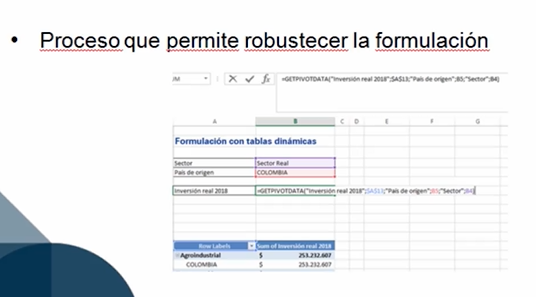 • Proceso que permite robustecer la formulación
=GETPIVOTDATA("Inversión real 2018";$A$13;"País de origen";B5;"Sector";B4)
A B C D E F G
Formulación con tablas dinámicas
Sector Sector Real
País de origen COLOMBIA
Inversión real 2018 =GETPIVOTDATA("Inversión real 2018";$A$13;"País de origen";B5;"Sector";B4)
Row Labels Sum of Inversión real 2018
Agroindustrial $ 253.232.607
COLOMBIA $ 253.232.607